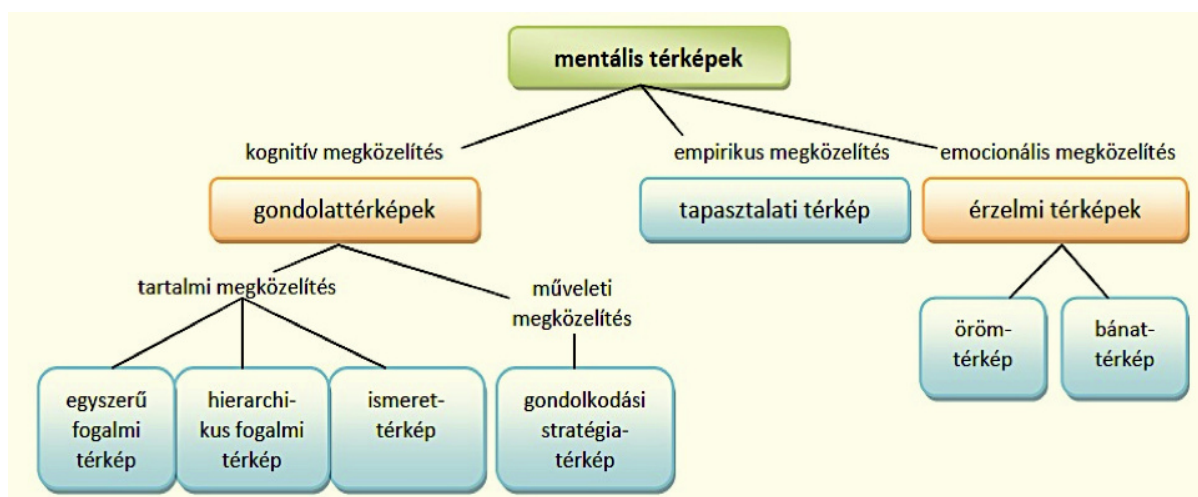 mentális térképek
kognitív megközelítés
empirikus megközelítés
emocionális megközelítés
gondolattérképek
tapasztalati térkép
érzelmi térképek
tartalmi megközelítés
műveleti
megközelítés
öröm-
térkép
bánat-
térkép
egyszerű
fogalmi
térkép
hierarchi-
kus fogalmi
térkép
ismeret-
térkép
gondolkodási
stratégia-
térkép